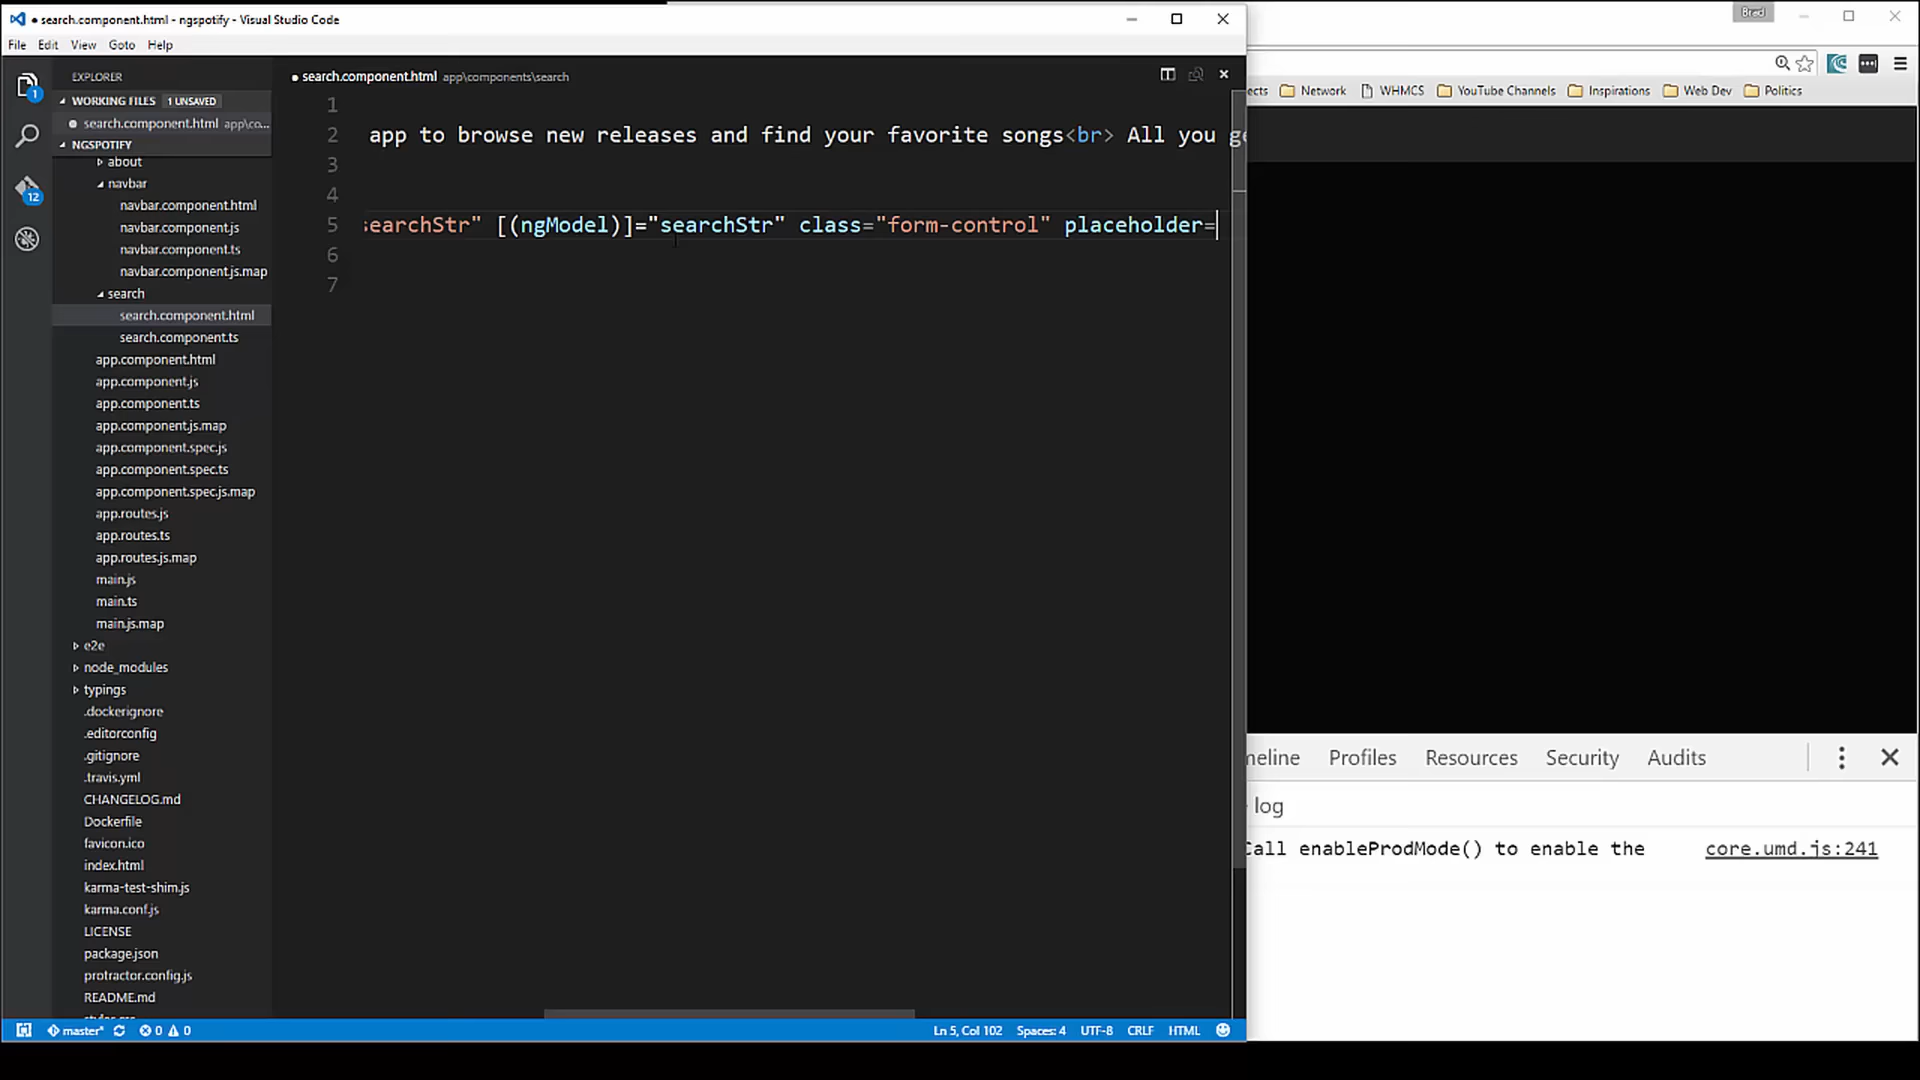 ● search.component.html - ngspotify - Visual Studio Code
Bred
File Edit View Goto Help
ects Network WHMCS YouTube Channels Inspirations Web Dev Politics
EXPLORER
WORKING FILES 1 UNSAVED
● search.component.html app\co...
NGSPOTIFY
about
navbar
navbar.component.html
navbar.component.js
navbar.component.ts
navbar.component.js.map
search
search.component.html
search.component.ts
app.component.html
app.component.js
app.component.ts
app.component.js.map
app.component.spec.js
app.component.spec.ts
app.component.spec.js.map
app.routes.js
app.routes.ts
app.routes.js.map
main.js
main.ts
main.js.map
e2e
node_modules
typings
.dockerignore
.editorconfig
.gitignore
.travis.yml
CHANGELOG.md
Dockerfile
favicon.ico
index.html
karma-test-shim.js
karma.conf.js
LICENSE
package.json
protractor.config.js
README.md
1
12
● search.component.html app\components\search
1
2 app to browse new releases and find your favorite songs<br> All you ge
3
4
5 searchStr" [(ngModel)]="searchStr" class="form-control" placeholder=
6
7
meline Profiles Resources Security Audits
log
Call enableProdMode() to enable the core.umd.js:241
master* 0 0 Ln 5, Col 102 Spaces: 4 UTF-8 CRLF HTML